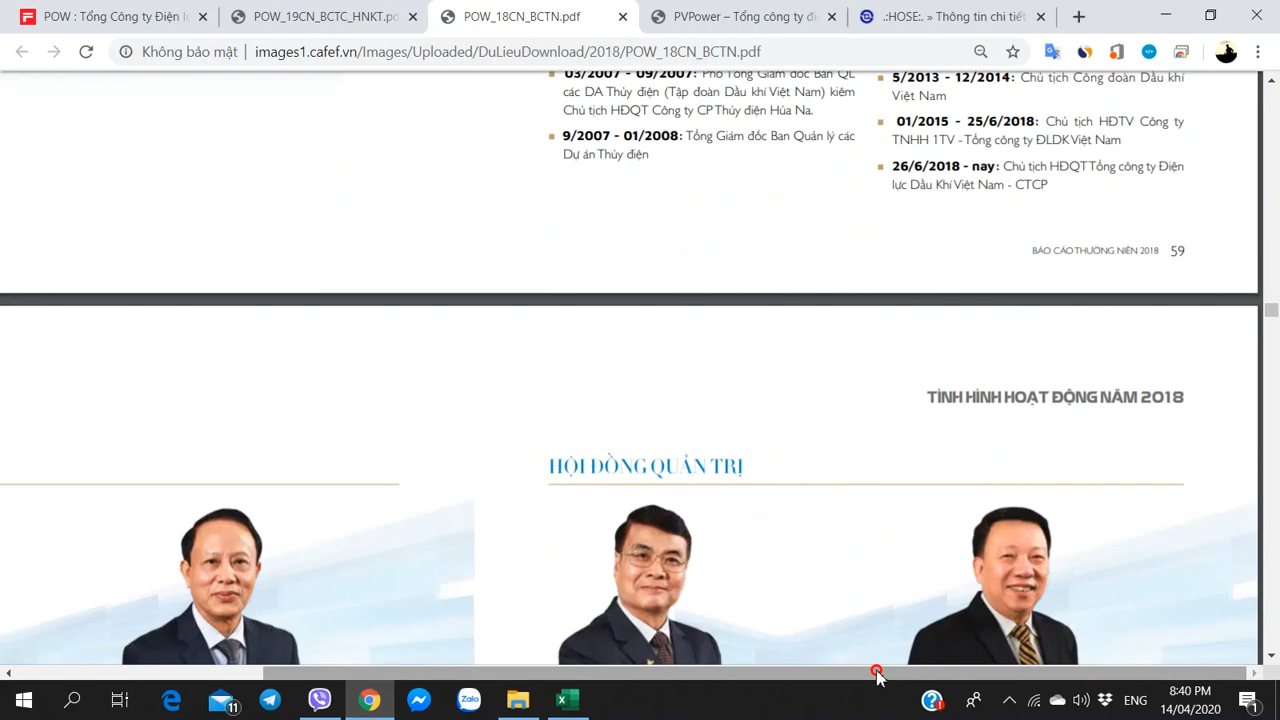 POW : Tổng Công ty Điện l
POW_19CN_BCTC_HNKT.pd
POW_18CN_BCTN.pdf
PVPower – Tổng công ty đi
.:HOSE:. » Thông tin chi tiết
Không bảo mật
images1.cafef.vn/Images/Uploaded/DuLieuDownload/2018/POW_18CN_BCTN.pdf
03/2007 - 09/2007: Phó Tổng Giám đốc Ban QL
các DA Thủy điện (Tập đoàn Dầu khí Việt Nam) kiêm
Chủ tịch HĐQT Công ty CP Thủy điện Hủa Na.
9/2007 - 01/2008: Tổng Giám đốc Ban Quản lý các
Dự án Thủy điện
5/2013 - 12/2014: Chủ tịch Công đoàn Dầu khí
Việt Nam
01/2015 - 25/6/2018: Chủ tịch HĐTV Công ty
TNHH 1TV - Tổng công ty ĐLDK Việt Nam
26/6/2018 - nay: Chủ tịch HĐQT Tổng công ty Điện
lực Dầu Khí Việt Nam - CTCP
BÁO CÁO THƯỜNG NIÊN 2018 59
TÌNH HÌNH HOẠT ĐỘNG NĂM 2018
HỘI ĐỒNG QUẢN TRỊ
11
Zalo
ENG
8:40 PM
14/04/2020
1